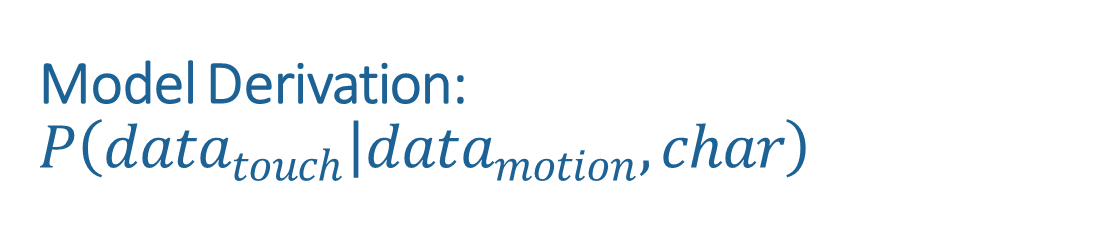 Model Derivation:
P(data_touch|data_motion, char)